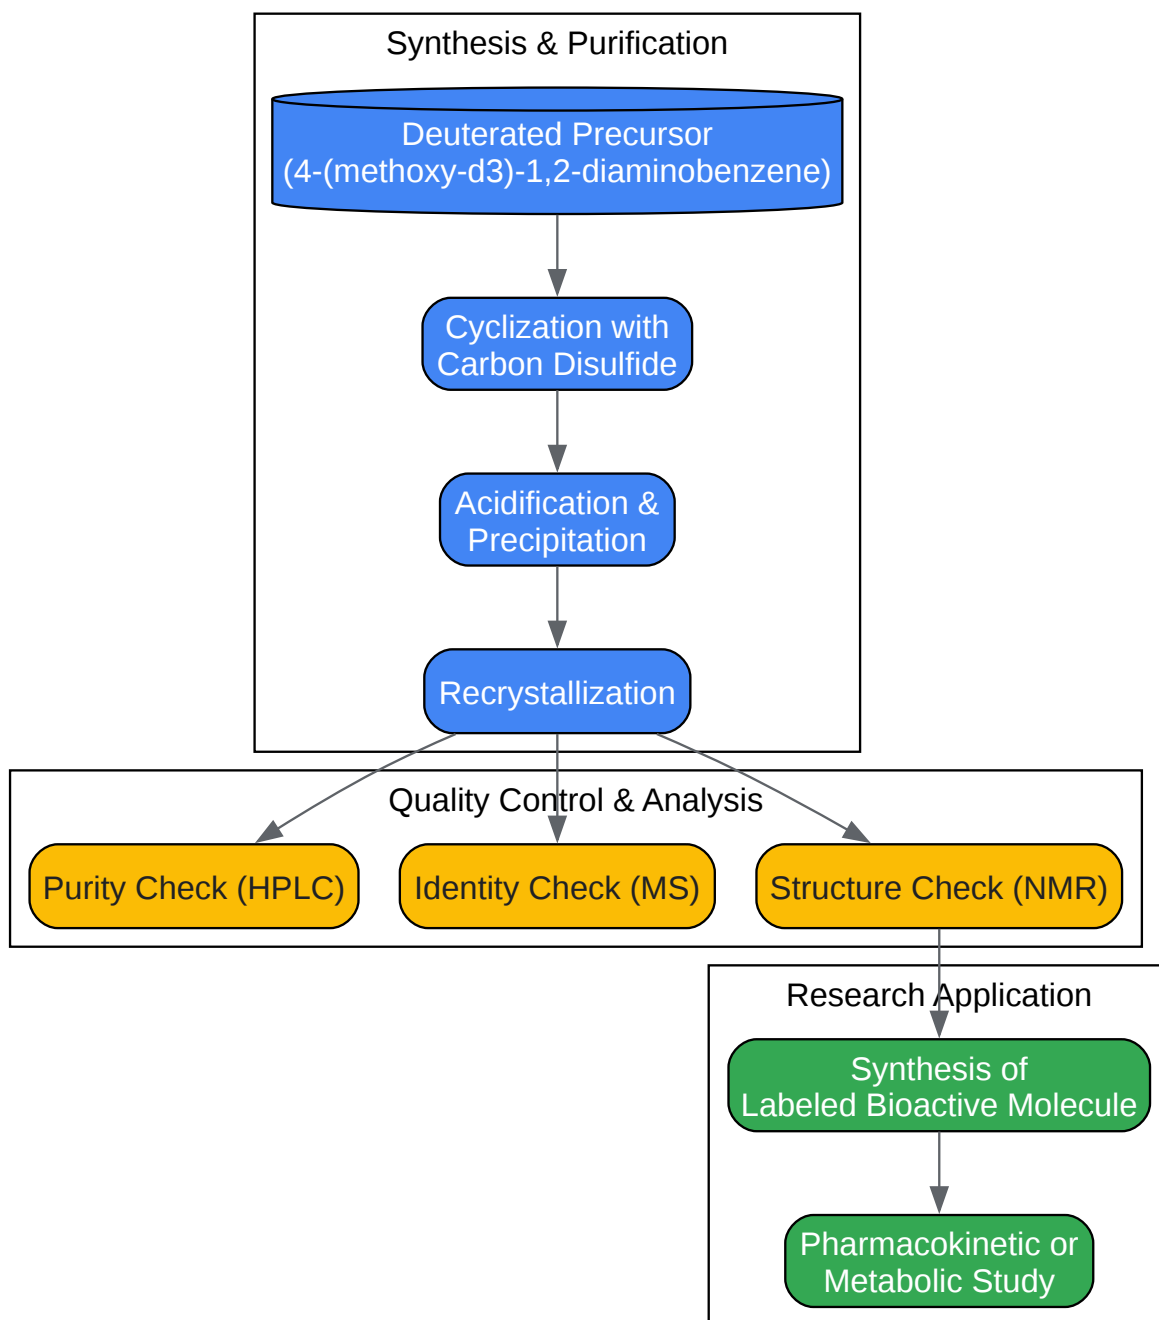 Synthesis & Purification
Deuterated Precursor
(4-(methoxy-d3)-1,2-diaminobenzene)
Cyclization with
Carbon Disulfide
Acidification &
Precipitation
Recrystallization
Quality Control & Analysis
Purity Check (HPLC)
Identity Check (MS)
Structure Check (NMR)
Research Application
Synthesis of
Labeled Bioactive Molecule
Pharmacokinetic or
Metabolic Study